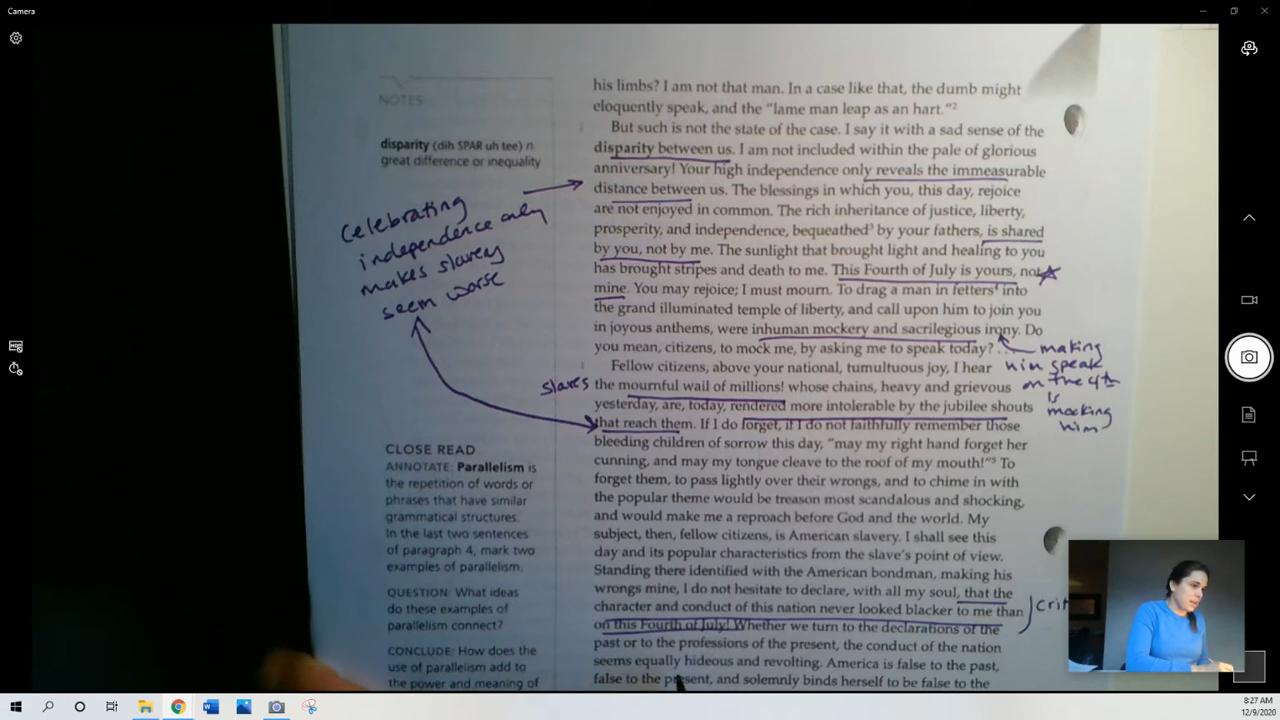 Camera
NOTES
disparity (dih SPAR uh tee) n
great difference or inequality
celebrating
independence only
makes slavery
seem worse
CLOSE READ
ANNOTATE: Parallelism is
the repetition of words or
phrases that have similar
grammatical structures.
In the last two sentences
of paragraph 4, mark two
examples of parallelism.
QUESTION: What ideas
do these examples of
parallelism connect?
CONCLUDE: How does the
use of parallelism add to
the power and meaning of
his limbs? I am not that man. In a case like that, the dumb might
eloquently speak, and the “lame man leap as an hart.”2
But such is not the state of the case. I say it with a sad sense of the
disparity between us. I am not included within the pale of glorious
anniversary! Your high independence only reveals the immeasurable
distance between us. The blessings in which you, this day, rejoice
are not enjoyed in common. The rich inheritance of justice, liberty,
prosperity, and independence, bequeathed3 by your fathers, is shared
by you, not by me. The sunlight that brought light and healing to you
has brought stripes and death to me. This Fourth of July is yours, not
mine. You may rejoice; I must mourn. To drag a man in fetters4 into
the grand illuminated temple of liberty, and call upon him to join you
in joyous anthems, were inhuman mockery and sacrilegious irony. Do
you mean, citizens, to mock me, by asking me to speak today? . . .
Fellow citizens, above your national, tumultuous joy, I hear
the mournful wail of millions! whose chains, heavy and grievous
yesterday, are, today, rendered more intolerable by the jubilee shouts
that reach them. If I do forget, if I do not faithfully remember those
bleeding children of sorrow this day, “may my right hand forget her
cunning, and may my tongue cleave to the roof of my mouth!”5 To
forget them, to pass lightly over their wrongs, and to chime in with
the popular theme would be treason most scandalous and shocking,
and would make me a reproach before God and the world. My
subject, then, fellow citizens, is American slavery. I shall see this
day and its popular characteristics from the slave’s point of view.
Standing there identified with the American bondman, making his
wrongs mine, I do not hesitate to declare, with all my soul, that the
character and conduct of this nation never looked blacker to me than
on this Fourth of July! Whether we turn to the declarations of the
past or to the professions of the present, the conduct of the nation
seems equally hideous and revolting. America is false to the past,
false to the present, and solemnly binds herself to be false to the
slaves
making
him speak
on the 4th
is
mocking
him
crit
8:27 AM
12/9/2020